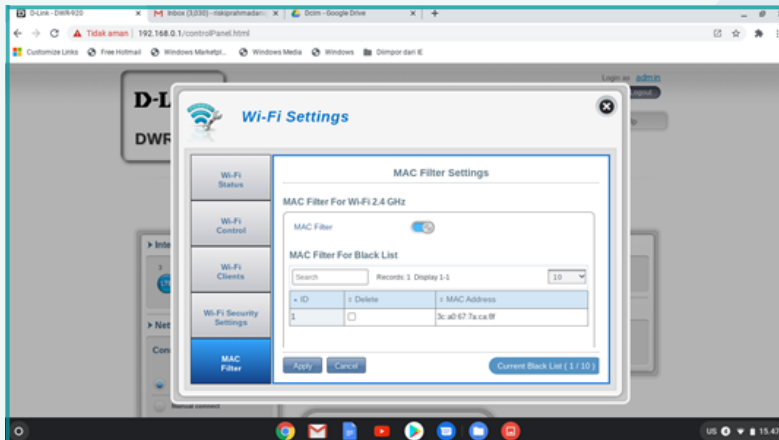 D-Link - DWR-920
Inbox (3,030) - riskiprahmadani
Dcim - Google Drive
Tidak aman | 192.168.0.1/controlPanel.html
Customize Links Free Hotmail Windows Marketpl... Windows Media Windows Diimpor dari IE
Login as admin
Logout
D-L
DWR
Wi-Fi Settings
Wi-Fi
Status
Wi-Fi
Control
Wi-Fi
Clients
Wi-Fi Security
Settings
MAC
Filter
MAC Filter Settings
MAC Filter For Wi-Fi 2.4 GHz
MAC Filter
MAC Filter For Black List
Search Records: 1 Display 1-1 10
ID Delete MAC Address
1 3c:a0:67:7a:ca:8f
Apply Cancel Current Black List ( 1 / 10 )
Inte
LTE
Net
Con
Manual connect
US 15.47